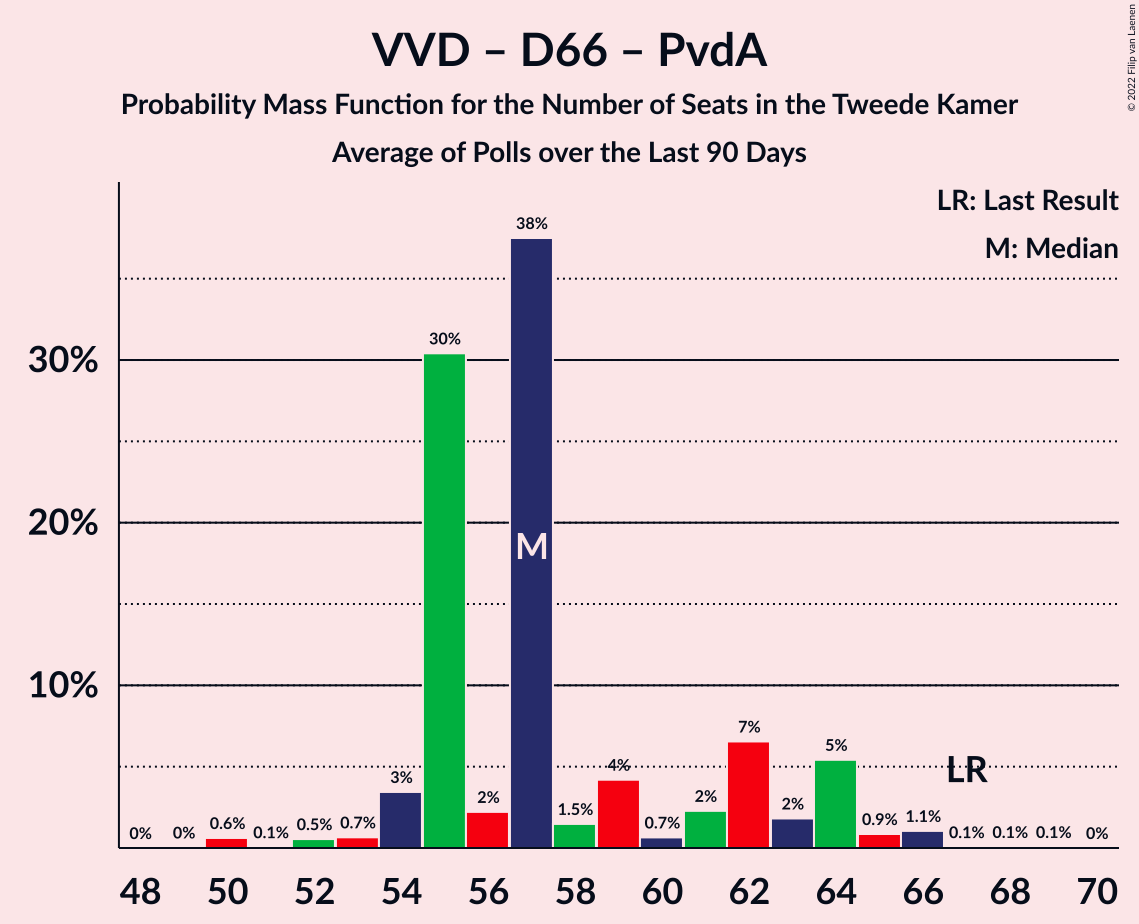 VVD – D66 – PvdA
Probability Mass Function for the Number of Seats in the Tweede Kamer
Average of Polls over the Last 90 Days
© 2022 Filip van Laenen
LR: Last Result
M: Median
38%
30%
30%
20%
M
10%
7%
5%
LR
4%
3%
2%
2%
2%
1.5%
1.1%
0.9%
0.7%
0.7%
0.6%
0.5%
0.1%
0.1%
0.1%
0.1%
0%
0%
0%
48 50 52 54 56 58 60 62 64 66 68 70